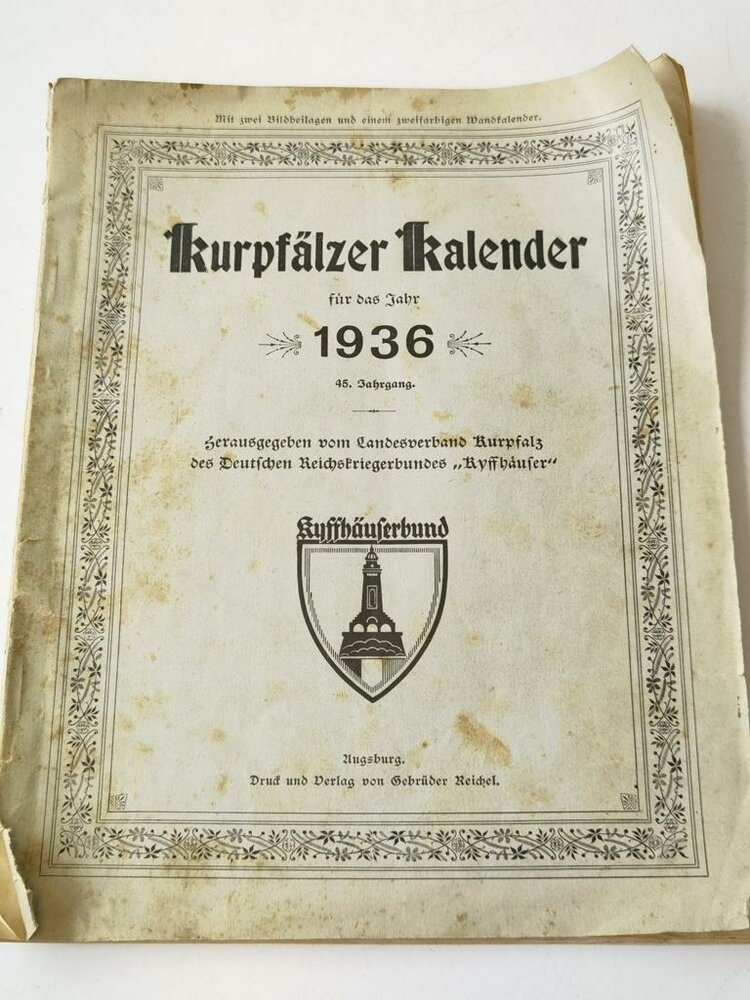 Mit zwei Bildbeilagen und einem zweifarbigen Wandkalender.
Kurpfälzer Kalender
für das Jahr
1936
45. Jahrgang.
Herausgegeben vom Landesverband Kurpfalz
des Deutschen Reichskriegerbundes „Kyffhäuser“
Kyffhäuserbund
Augsburg.
Druck und Verlag von Gebrüder Reichel.